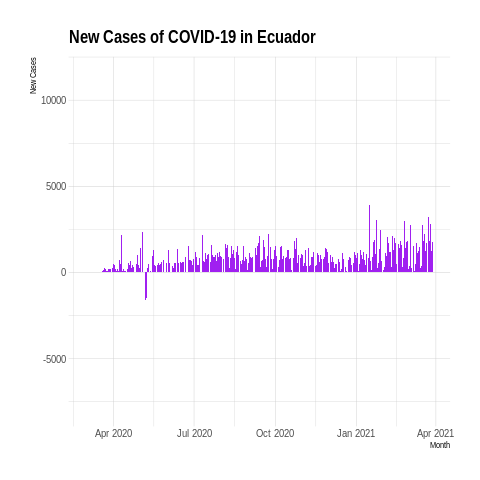 New Cases of COVID-19 in Ecuador
New Cases
10000
5000
0
-5000
Apr 2020 Jul 2020 Oct 2020 Jan 2021 Apr 2021
Month